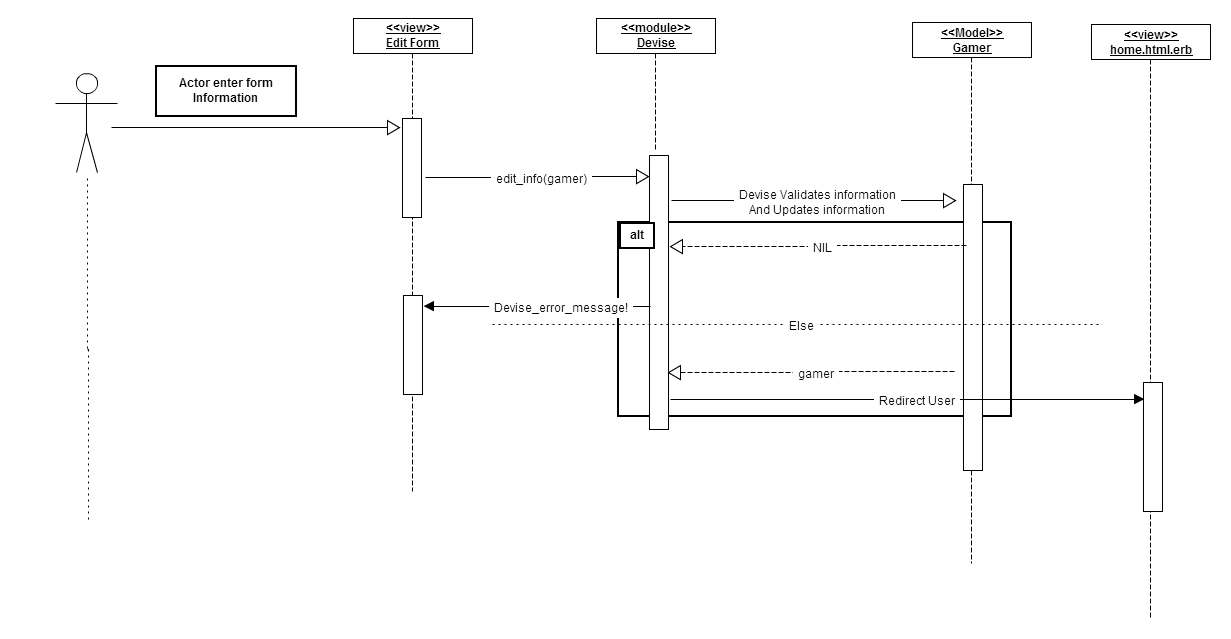 <<view>>
Edit Form
<<module>>
Devise
<<Model>>
Gamer
<<view>>
home.html.erb
Actor enter form
Information
edit_info(gamer)
Devise Validates information
And Updates information
alt
NIL
Devise_error_message!
Else
gamer
Redirect User